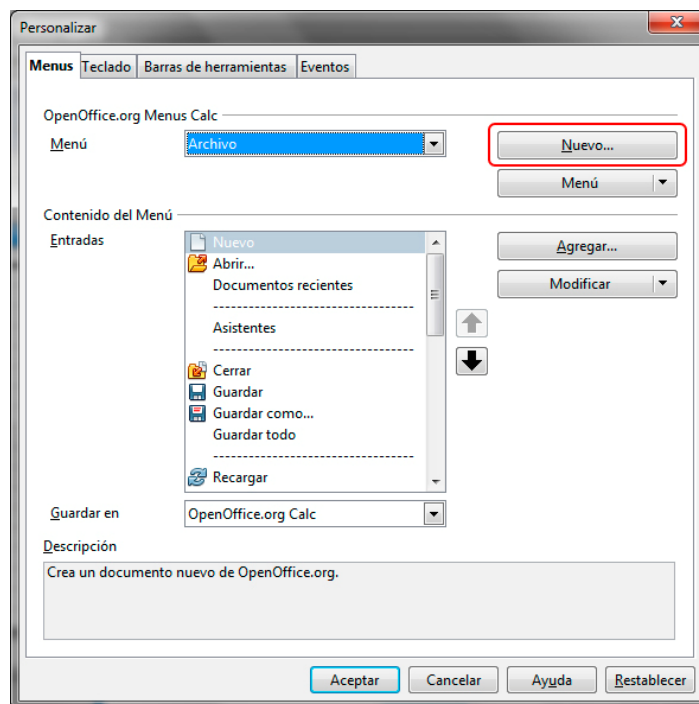 Personalizar
Menus Teclado Barras de herramientas Eventos
OpenOffice.org Menus Calc
Menú Archivo Nuevo...
Menú
Contenido del Menú
Entradas Nuevo Agregar...
Abrir...
Documentos recientes Modificar
----------------------------------
Asistentes
----------------------------------
Cerrar
Guardar
Guardar como...
Guardar todo
----------------------------------
Recargar
Guardar en OpenOffice.org Calc
Descripción
Crea un documento nuevo de OpenOffice.org.
Aceptar Cancelar Ayuda Restablecer